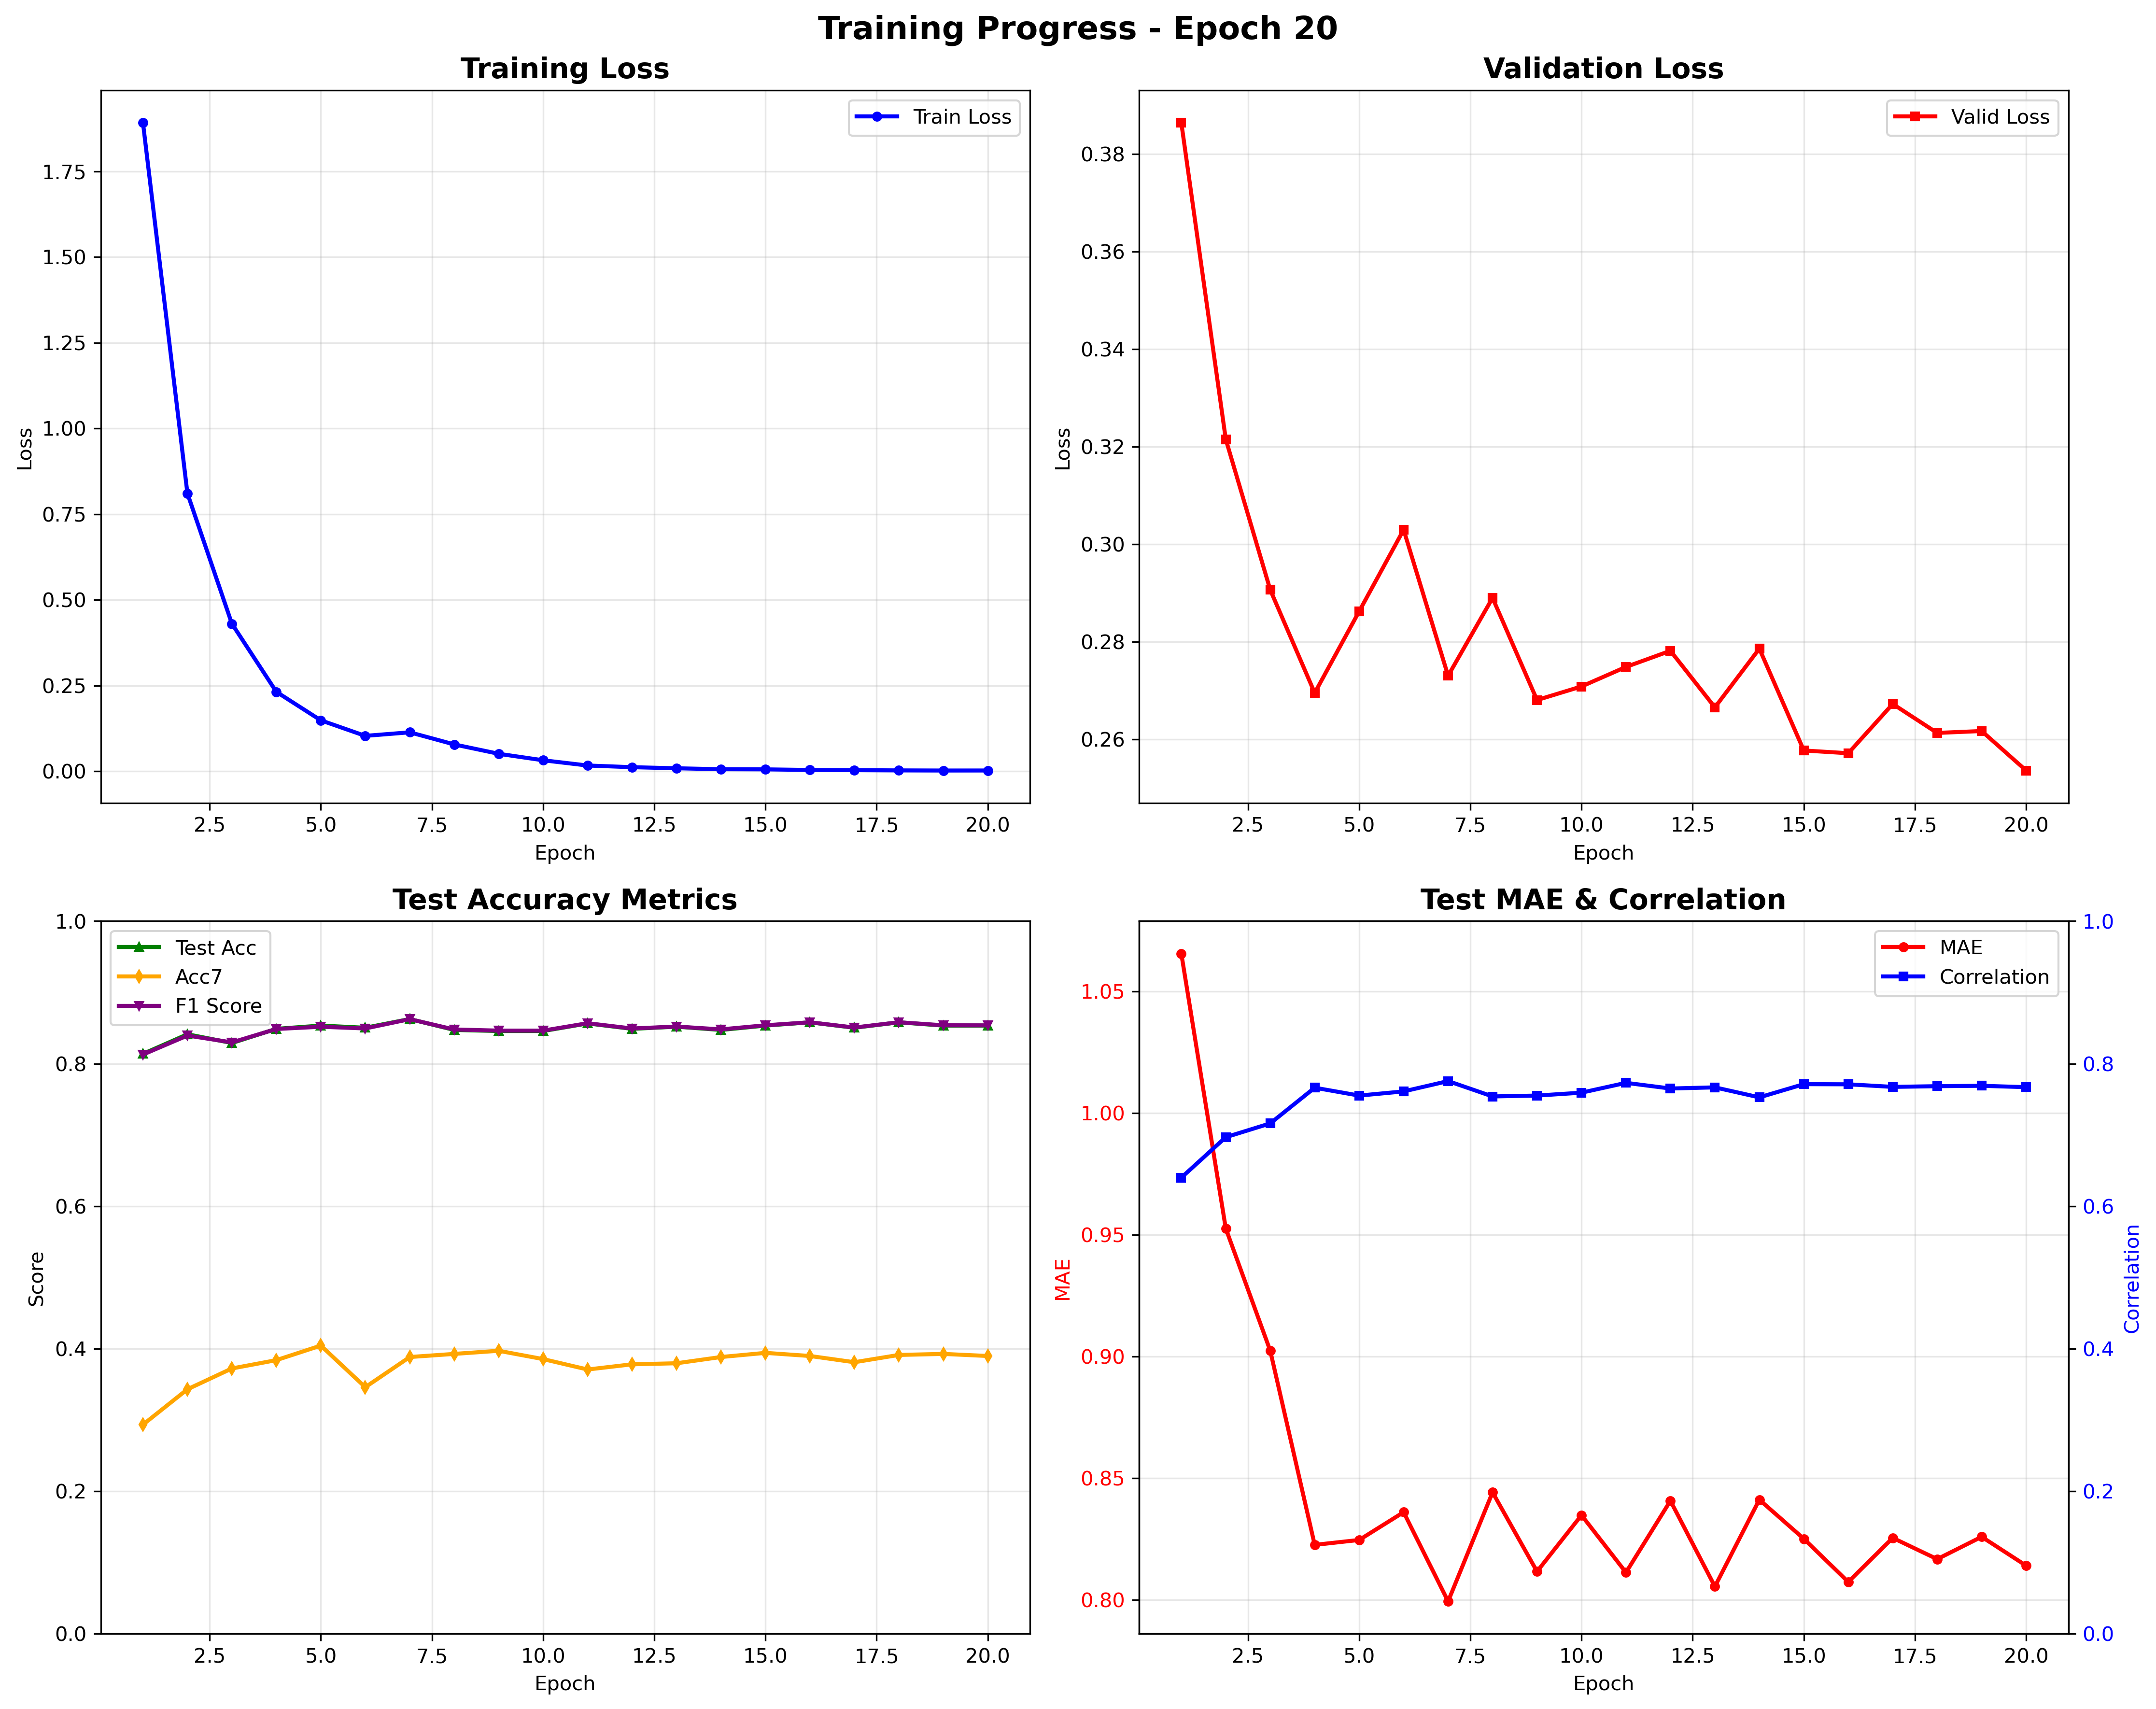 Training Progress - Epoch 20
Training Loss
Train Loss
1.75
1.50
1.25
1.00
0.75
0.50
0.25
0.00
Loss
2.5 5.0 7.5 10.0 12.5 15.0 17.5 20.0
Epoch
Validation Loss
Valid Loss
0.38
0.36
0.34
0.32
0.30
0.28
0.26
Loss
2.5 5.0 7.5 10.0 12.5 15.0 17.5 20.0
Epoch
Test Accuracy Metrics
Test Acc
Acc7
F1 Score
1.0
0.8
0.6
0.4
0.2
0.0
Score
2.5 5.0 7.5 10.0 12.5 15.0 17.5 20.0
Epoch
Test MAE & Correlation
MAE
Correlation
1.05
1.00
0.95
0.90
0.85
0.80
MAE
1.0
0.8
0.6
0.4
0.2
0.0
Correlation
2.5 5.0 7.5 10.0 12.5 15.0 17.5 20.0
Epoch